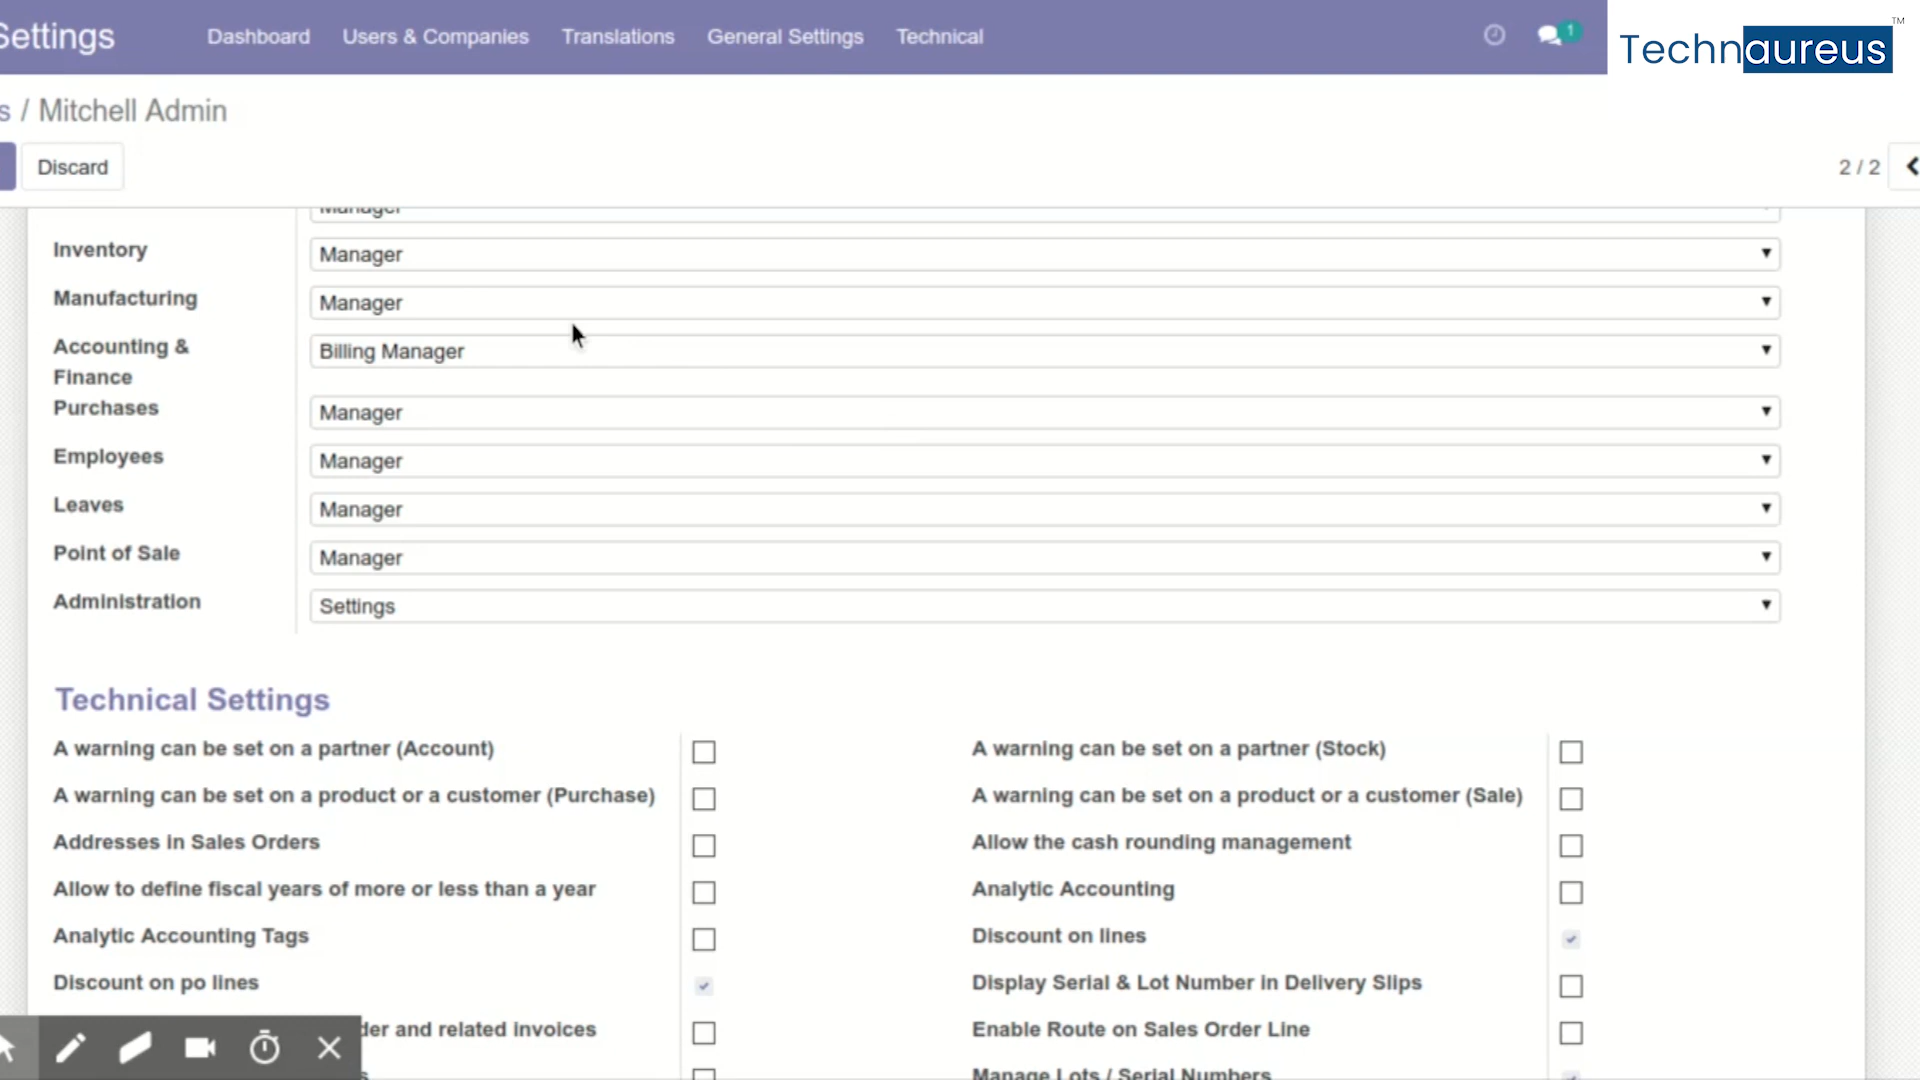 Settings Dashboard Users & Companies Translations General Settings Technical 1 Technaureus™
s / Mitchell Admin
Discard 2 / 2
Manager
Inventory Manager
Manufacturing Manager
Accounting & Finance Billing Manager
Purchases Manager
Employees Manager
Leaves Manager
Point of Sale Manager
Administration Settings
Technical Settings
A warning can be set on a partner (Account) A warning can be set on a partner (Stock)
A warning can be set on a product or a customer (Purchase) A warning can be set on a product or a customer (Sale)
Addresses in Sales Orders Allow the cash rounding management
Allow to define fiscal years of more or less than a year Analytic Accounting
Analytic Accounting Tags Discount on lines
Discount on po lines Display Serial & Lot Number in Delivery Slips
der and related invoices Enable Route on Sales Order Line
s Manage Lots / Serial Numbers